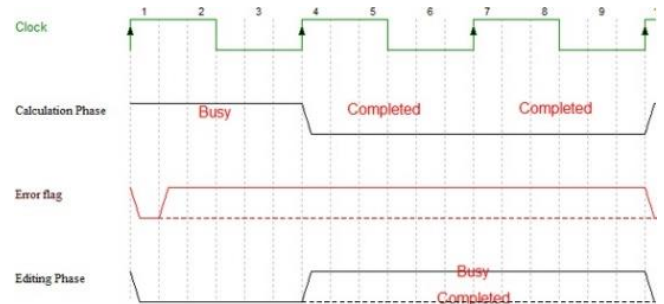 1 2 3 4 5 6 7 8 9
Clock
Calculation Phase
Busy Completed Completed
Error flag
Busy
Editing Phase
Completed